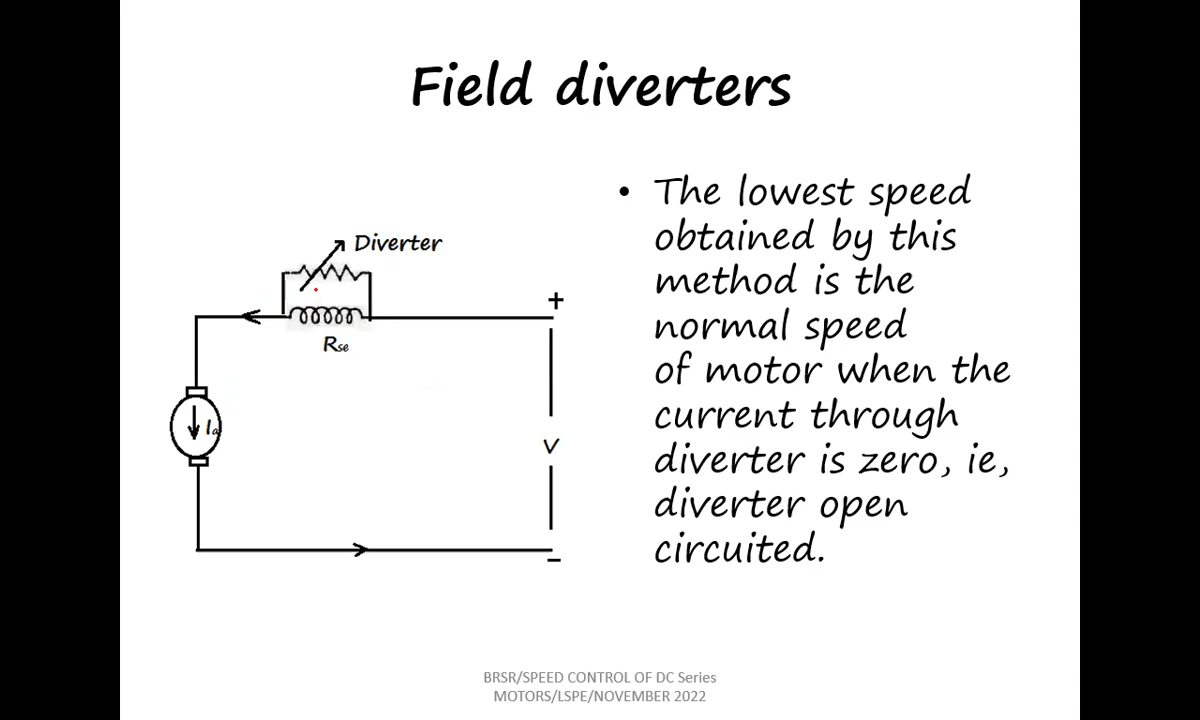 Field diverters
Diverter
Rse
+
Ia
V
–
• The lowest speed
obtained by this
method is the
normal speed
of motor when the
current through
diverter is zero, ie,
diverter open
circuited.
BRSR/SPEED CONTROL OF DC Series
MOTORS/LSPE/NOVEMBER 2022